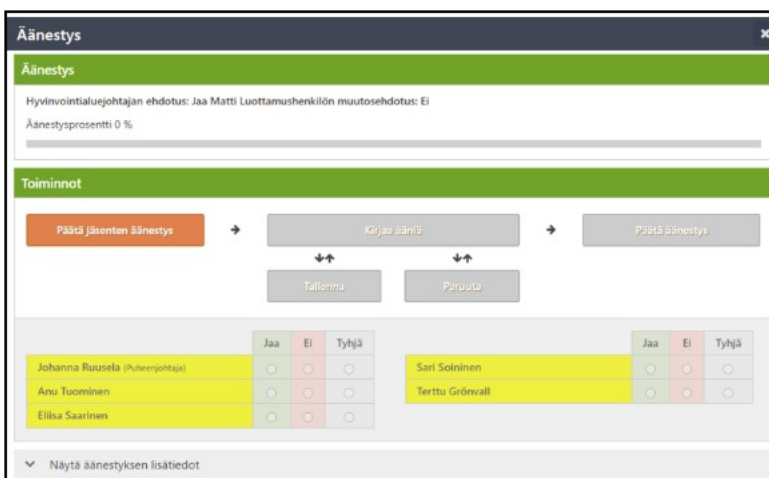 Äänestys
Äänestys
Hyvinvointialuejohtajan ehdotus: Jaa Matti Luottamushenkilön muutosehdotus: Ei
Äänestysprosentti 0 %
Toiminnot
Päätä jäsenten äänestys
Kirjaa ääniä
Päätä äänestys
Tallenna
Peruuta
Jaa Ei Tyhjä
Jaa Ei Tyhjä
Johanna Ruusela (Puheenjohtaja)
Sari Soininen
Anu Tuominen
Terttu Grönvall
Eliisa Saarinen
Näytä äänestyksen lisätiedot